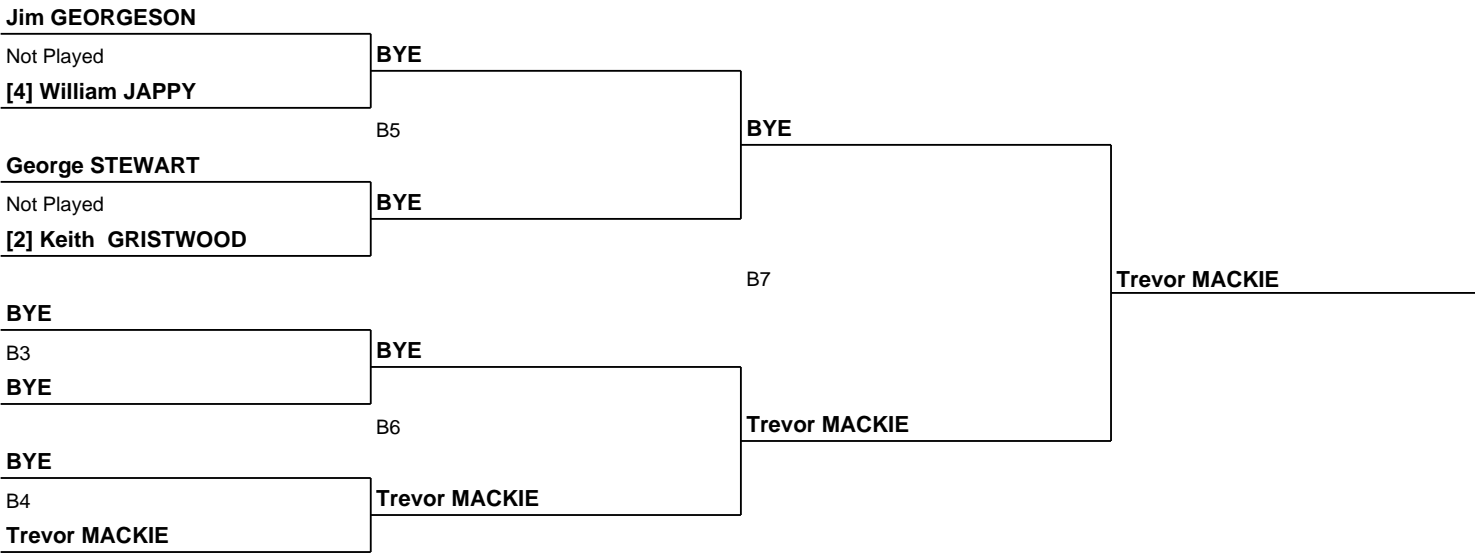 Jim GEORGESON
Not Played
BYE
[4] William JAPPY
B5
BYE
George STEWART
Not Played
BYE
[2] Keith GRISTWOOD
B7
Trevor MACKIE
BYE
B3
BYE
BYE
B6
Trevor MACKIE
BYE
B4
Trevor MACKIE
Trevor MACKIE